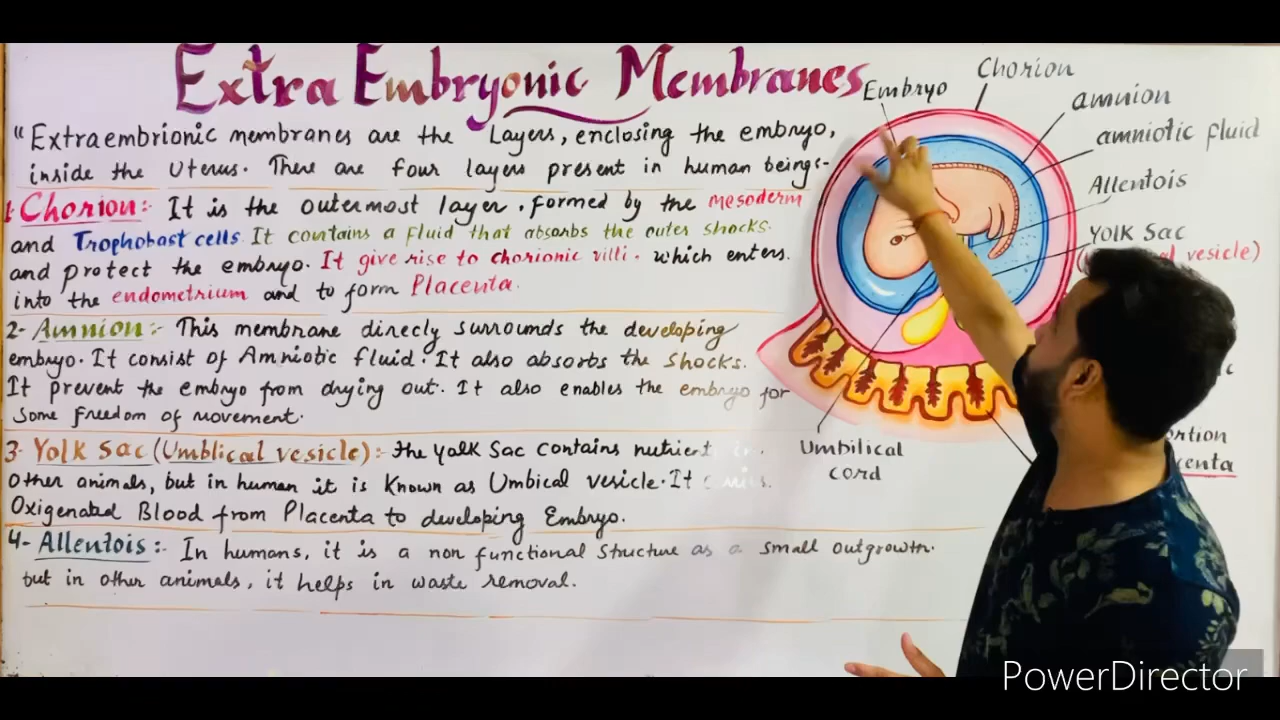 Extra Embryonic Membranes
"Extraembrionic membranes are the Layers, enclosing the embryo,
inside the Uterus. There are four layers present in human beings-
1. Chorion:- It is the outermost layer, formed by the mesoderm
and Trophobast cells. It contains a fluid that absorbs the outer shocks.
and protect the embryo. It give rise to chorionic villi. which enters.
into the endometrium and to form Placenta.
2- Amnion:- This membrane direcly surrounds the developing
embryo. It consist of Amniotic fluid. It also absorbs the shocks.
It prevent the embryo from drying out. It also enables the embryo for
some freedom of movement.
3- Yolk Sac (Umblical vesicle):- the yolk Sac contains nutrient in.
other animals, but in human it is Known as Umbical vesicle. It
Oxigenated Blood from Placenta to developing Embryo.
4- Allentois:- In humans, it is a non functional Structure as a small outgrowth.
but in other animals, it helps in waste removal.
Embryo
Chorion
amnion
amniotic fluid
Allentois
Yolk Sac
vesicle)
Umbilical
cord
PowerDirector